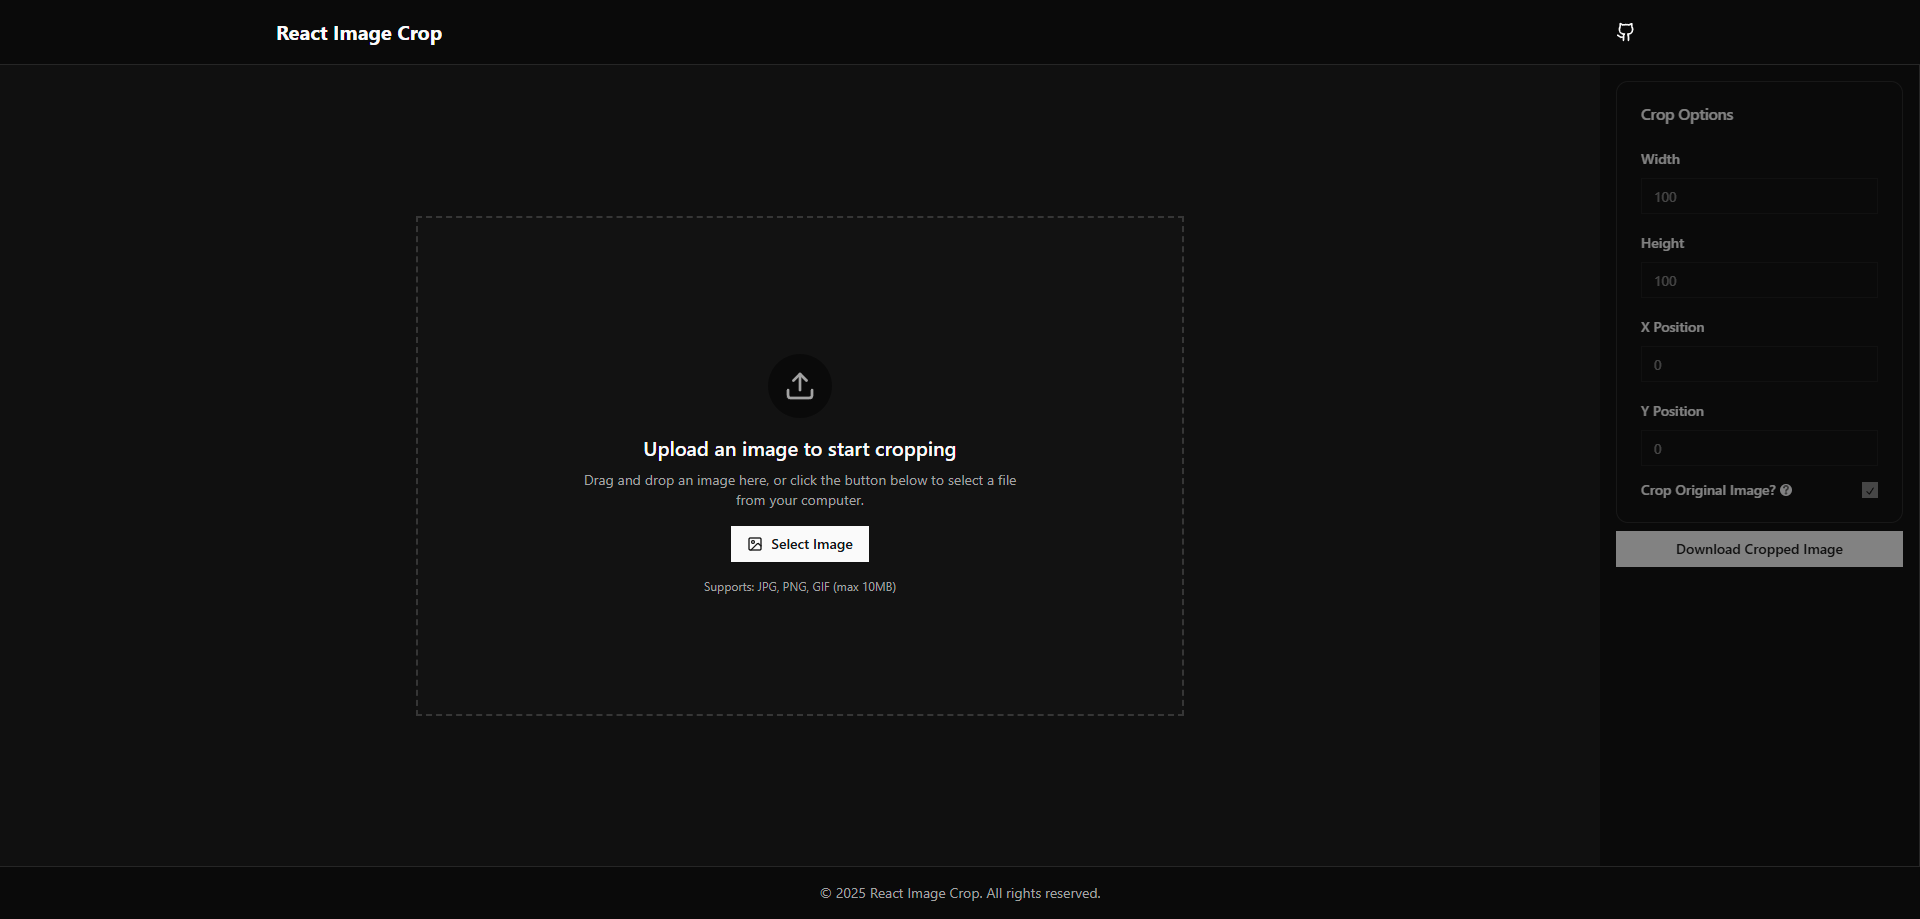 React Image Crop
Crop Options
Width
100
Height
100
X Position
0
Y Position
0
Crop Original Image?
Download Cropped Image
Upload an image to start cropping
Drag and drop an image here, or click the button below to select a file
from your computer.
Select Image
Supports: JPG, PNG, GIF (max 10MB)
© 2025 React Image Crop. All rights reserved.